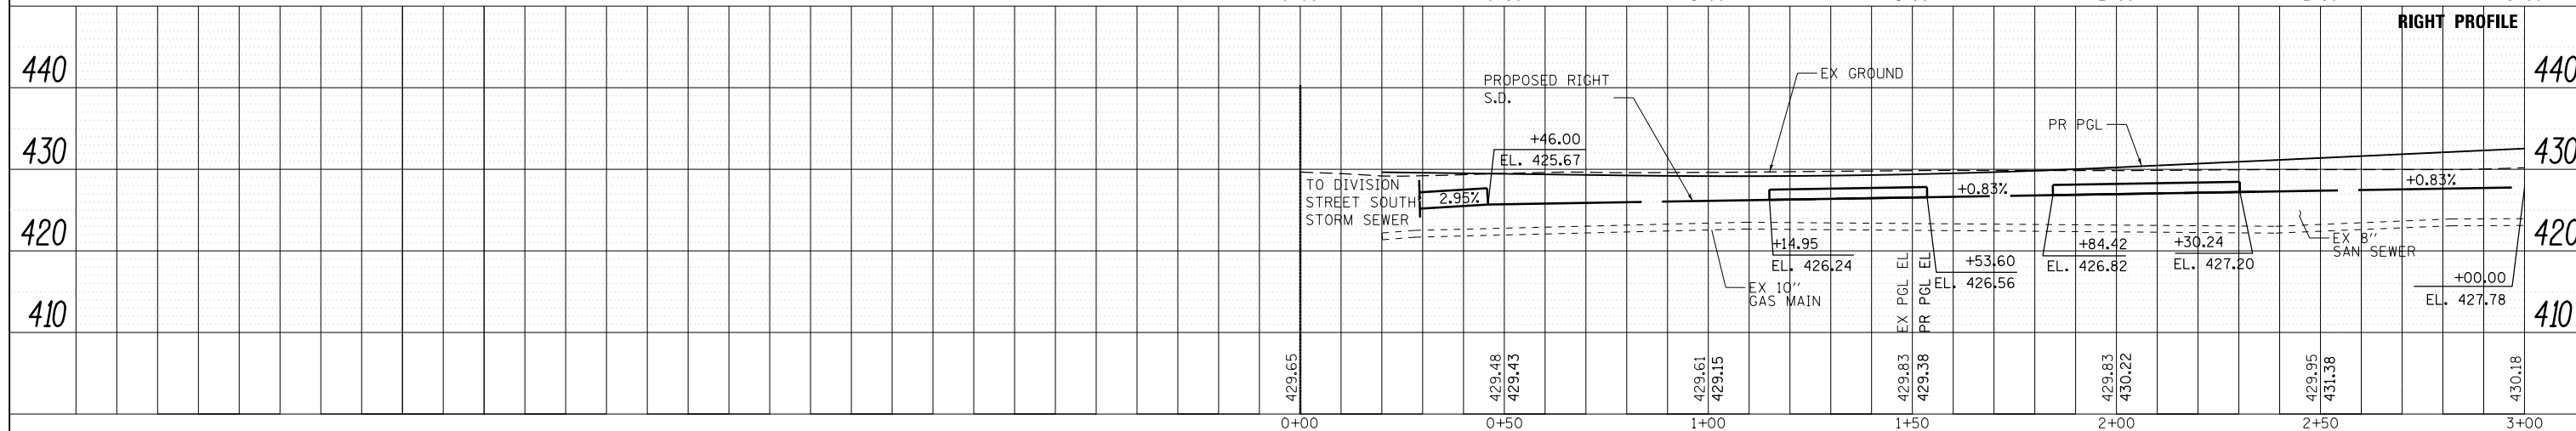 RIGHT PROFILE
440
440
430
430
420
420
410
410
PROPOSED RIGHT
S.D.
EX GROUND
PR PGL
+46.00
EL. 425.67
TO DIVISION
STREET SOUTH
STORM SEWER
2.95%
+0.83%
+0.83%
+14.95
EL. 426.24
EX 10"
GAS MAIN
EX PGL EL
PR PGL EL
+53.60
EL. 426.56
+84.42
EL. 426.82
+30.24
EL. 427.20
EX 8"
SAN SEWER
+00.00
EL. 427.78
429.65
429.48
429.43
429.61
429.15
429.83
429.38
429.83
430.22
429.95
431.38
430.18
0+00
0+50
1+00
1+50
2+00
2+50
3+00